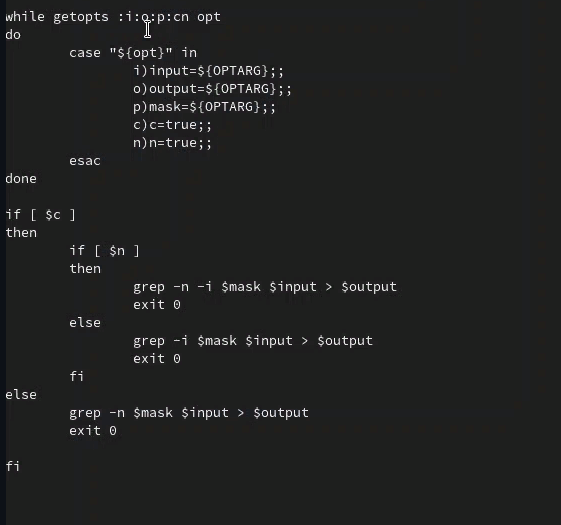 while getopts :i:o:p:cn opt
do
case "${opt}" in
i)input=${OPTARG};;
o)output=${OPTARG};;
p)mask=${OPTARG};;
c)c=true;;
n)n=true;;
esac
done
if [ $c ]
then
if [ $n ]
then
grep -n -i $mask $input > $output
exit 0
else
grep -i $mask $input > $output
exit 0
fi
else
grep -n $mask $input > $output
exit 0
fi